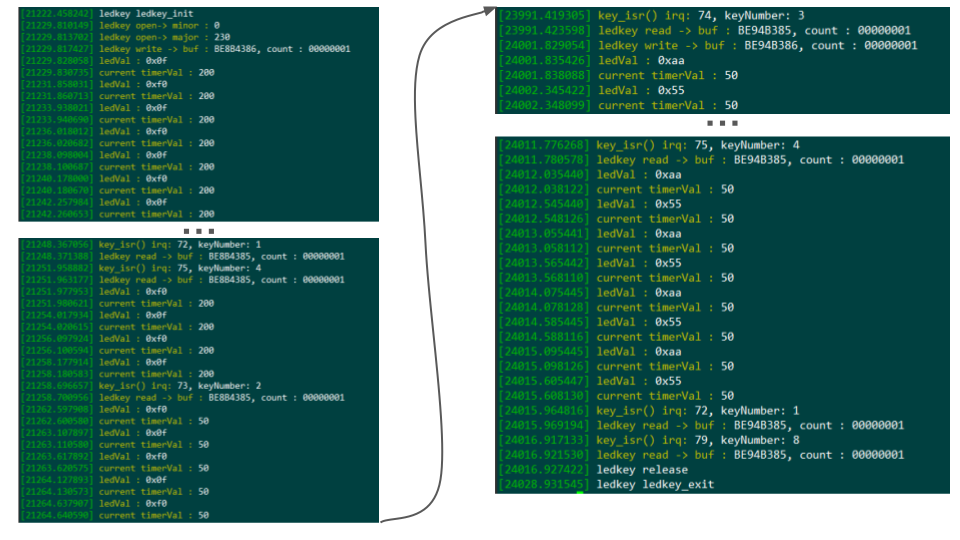 [21222.458242] ledkey ledkey_init
[21229.810149] ledkey open-> minor : 0
[21229.813702] ledkey open-> major : 230
[21229.817427] ledkey write -> buf : BE8B4386, count : 00000001
[21229.828058] ledVal : 0x0f
[21229.830735] current timerVal : 200
[21231.858031] ledVal : 0xf0
[21231.860713] current timerVal : 200
[21233.938021] ledVal : 0x0f
[21233.940690] current timerVal : 200
[21236.018012] ledVal : 0xf0
[21236.020682] current timerVal : 200
[21238.098004] ledVal : 0x0f
[21238.100687] current timerVal : 200
[21240.178000] ledVal : 0xf0
[21240.180670] current timerVal : 200
[21242.257984] ledVal : 0x0f
[21242.260653] current timerVal : 200
...
[21248.367056] key_isr() irq: 72, keyNumber: 1
[21248.371388] ledkey read -> buf : BE8B4385, count : 00000001
[21251.958882] key_isr() irq: 75, keyNumber: 4
[21251.963177] ledkey read -> buf : BE8B4385, count : 00000001
[21251.977953] ledVal : 0xf0
[21251.980621] current timerVal : 200
[21254.017934] ledVal : 0x0f
[21254.020615] current timerVal : 200
[21256.097924] ledVal : 0xf0
[21256.100594] current timerVal : 200
[21258.177914] ledVal : 0x0f
[21258.180583] current timerVal : 200
[21258.696657] key_isr() irq: 73, keyNumber: 2
[21258.700956] ledkey read -> buf : BE8B4385, count : 00000001
[21262.597908] ledVal : 0xf0
[21262.600580] current timerVal : 50
[21263.107897] ledVal : 0x0f
[21263.110580] current timerVal : 50
[21263.617892] ledVal : 0xf0
[21263.620575] current timerVal : 50
[21264.127893] ledVal : 0x0f
[21264.130573] current timerVal : 50
[21264.637907] ledVal : 0xf0
[21264.640590] current timerVal : 50
[23991.419305] key_isr() irq: 74, keyNumber: 3
[23991.423598] ledkey read -> buf : BE94B385, count : 00000001
[24001.829054] ledkey write -> buf : BE94B386, count : 00000001
[24001.835426] ledVal : 0xaa
[24001.838088] current timerVal : 50
[24002.345422] ledVal : 0x55
[24002.348099] current timerVal : 50
...
[24011.776268] key_isr() irq: 75, keyNumber: 4
[24011.780578] ledkey read -> buf : BE94B385, count : 00000001
[24012.035440] ledVal : 0xaa
[24012.038122] current timerVal : 50
[24012.545440] ledVal : 0x55
[24012.548126] current timerVal : 50
[24013.055441] ledVal : 0xaa
[24013.058112] current timerVal : 50
[24013.565442] ledVal : 0x55
[24013.568110] current timerVal : 50
[24014.075445] ledVal : 0xaa
[24014.078128] current timerVal : 50
[24014.585445] ledVal : 0x55
[24014.588116] current timerVal : 50
[24015.095445] ledVal : 0xaa
[24015.098126] current timerVal : 50
[24015.605447] ledVal : 0x55
[24015.608130] current timerVal : 50
[24015.964816] key_isr() irq: 72, keyNumber: 1
[24015.969194] ledkey read -> buf : BE94B385, count : 00000001
[24016.917133] key_isr() irq: 79, keyNumber: 8
[24016.921530] ledkey read -> buf : BE94B385, count : 00000001
[24016.927422] ledkey release
[24028.931545] ledkey ledkey_exit